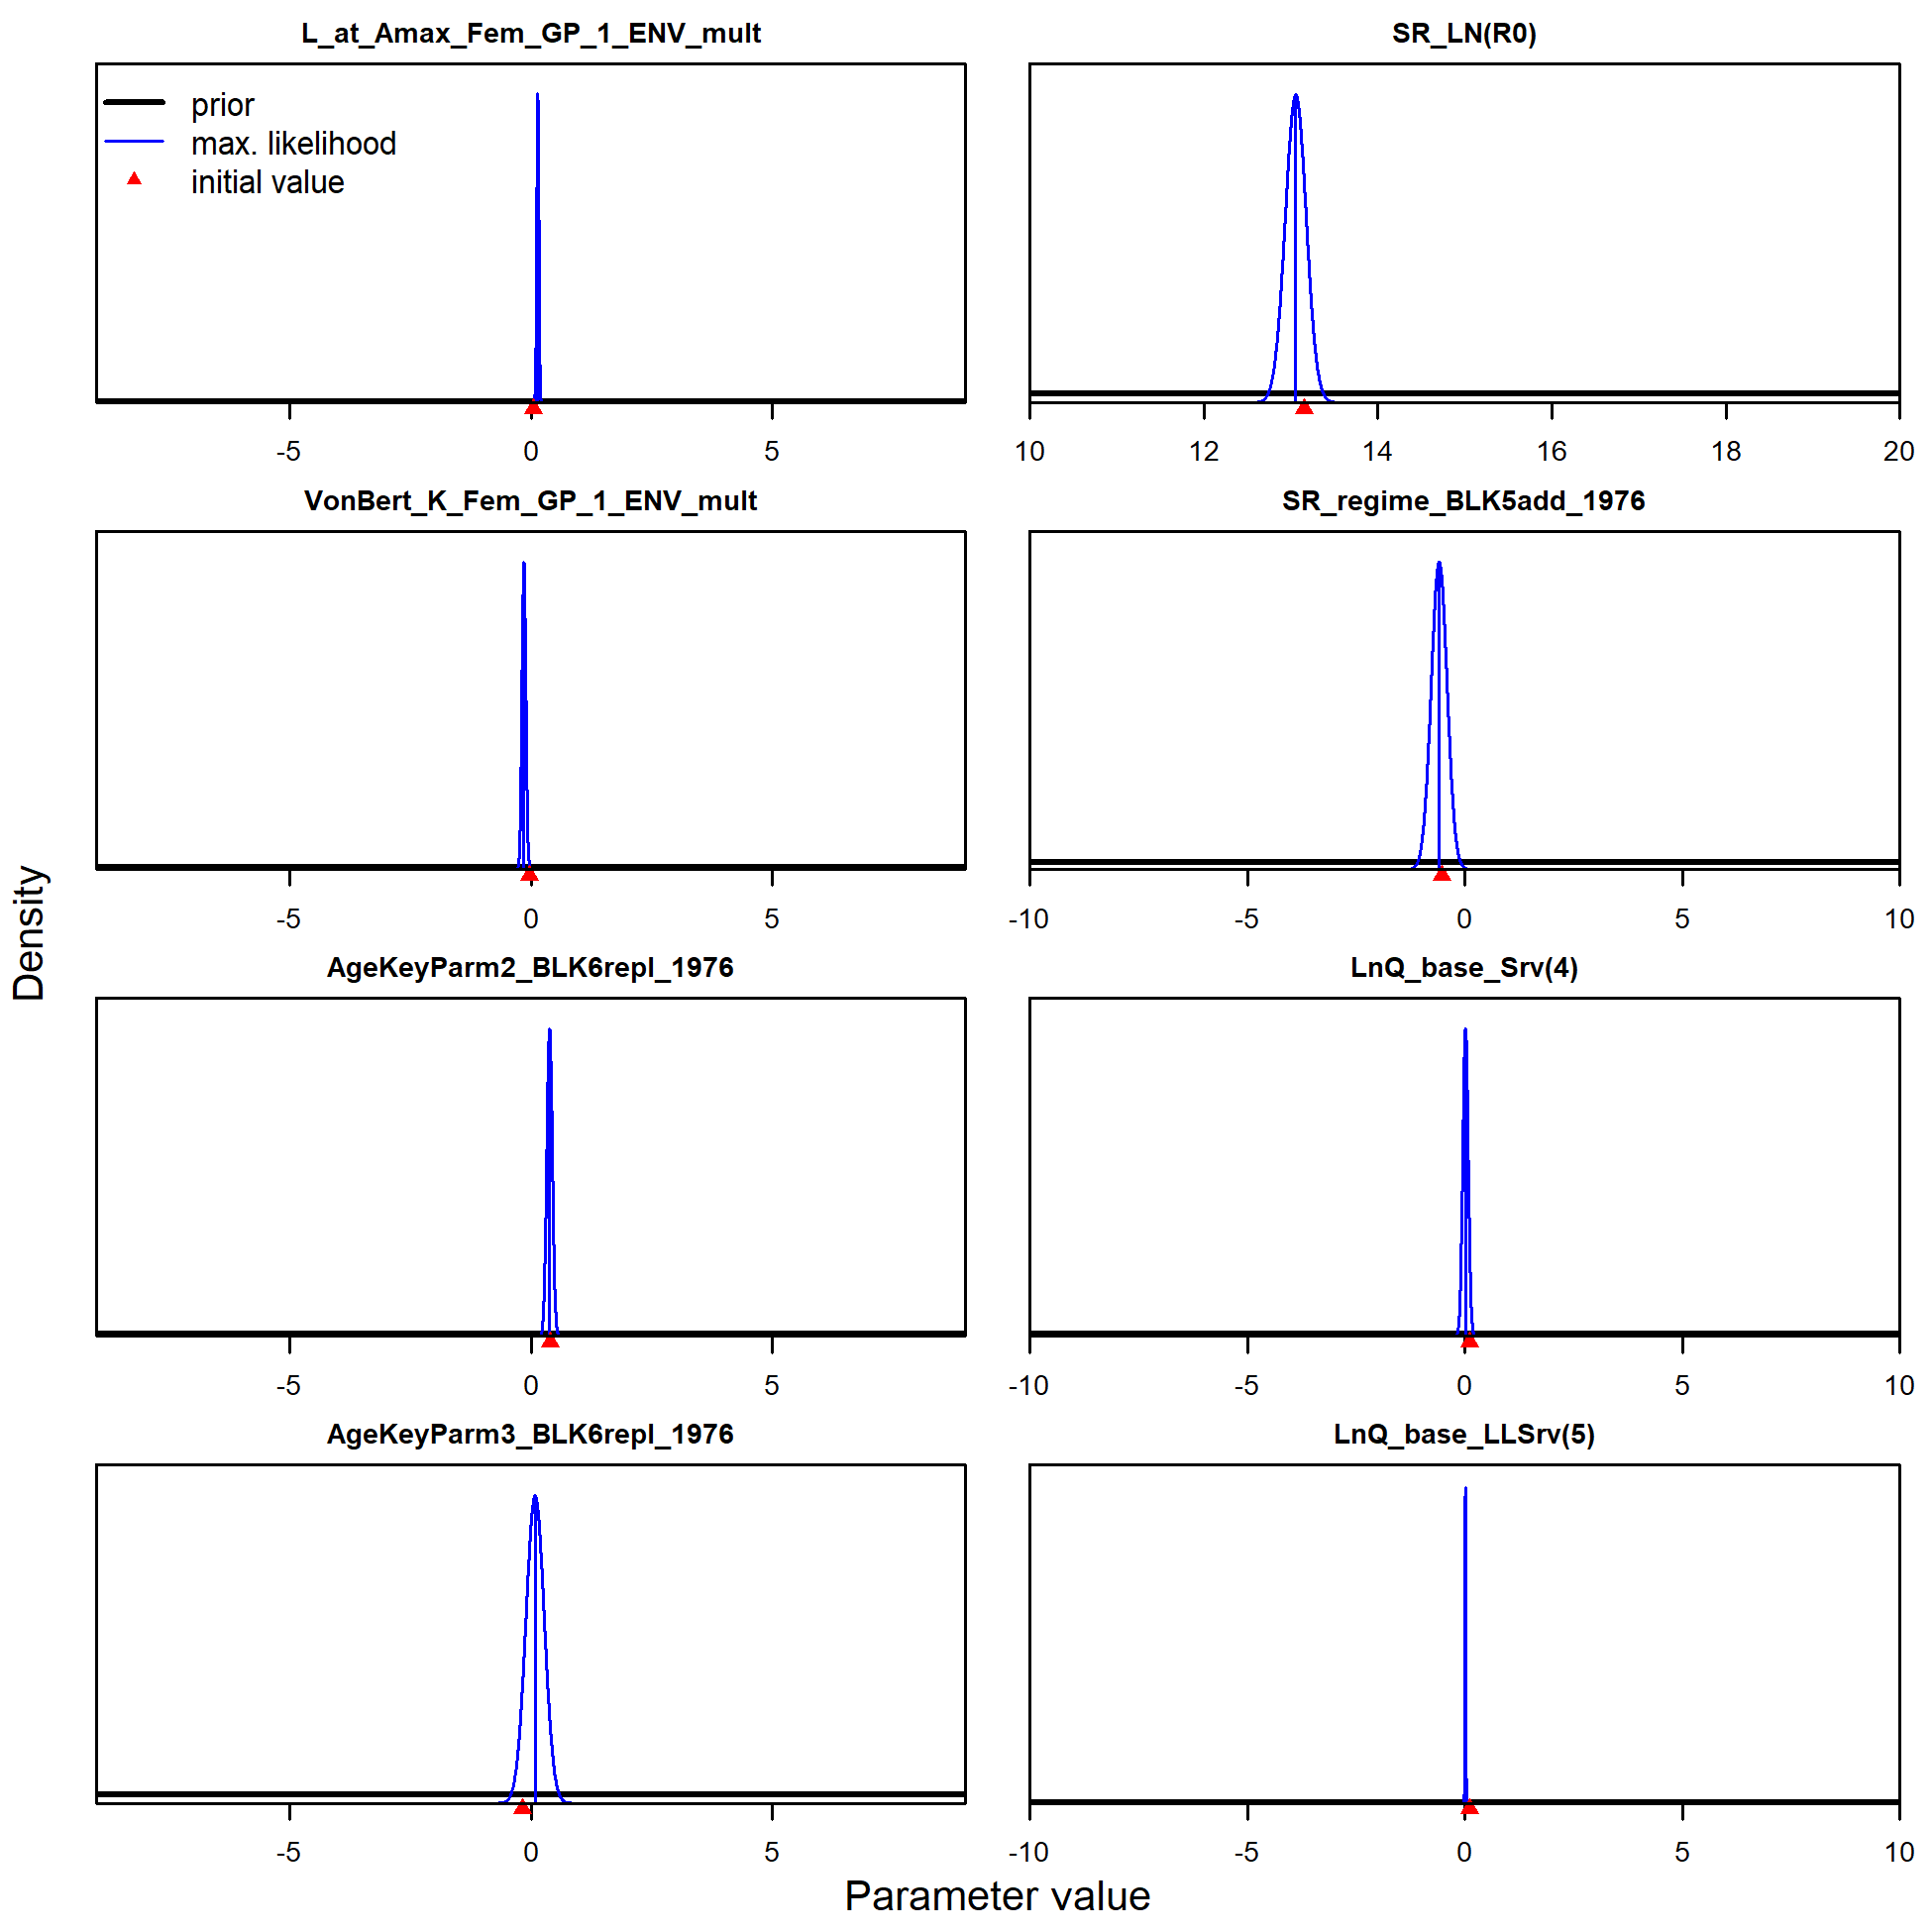 L_at_Amax_Fem_GP_1_ENV_mult
prior
max. likelihood
initial value
-5 0 5
SR_LN(R0)
10 12 14 16 18 20
VonBert_K_Fem_GP_1_ENV_mult
-5 0 5
SR_regime_BLK5add_1976
-10 -5 0 5 10
AgeKeyParm2_BLK6repl_1976
-5 0 5
LnQ_base_Srv(4)
-10 -5 0 5 10
AgeKeyParm3_BLK6repl_1976
-5 0 5
LnQ_base_LLSrv(5)
-10 -5 0 5 10
Density
Parameter value